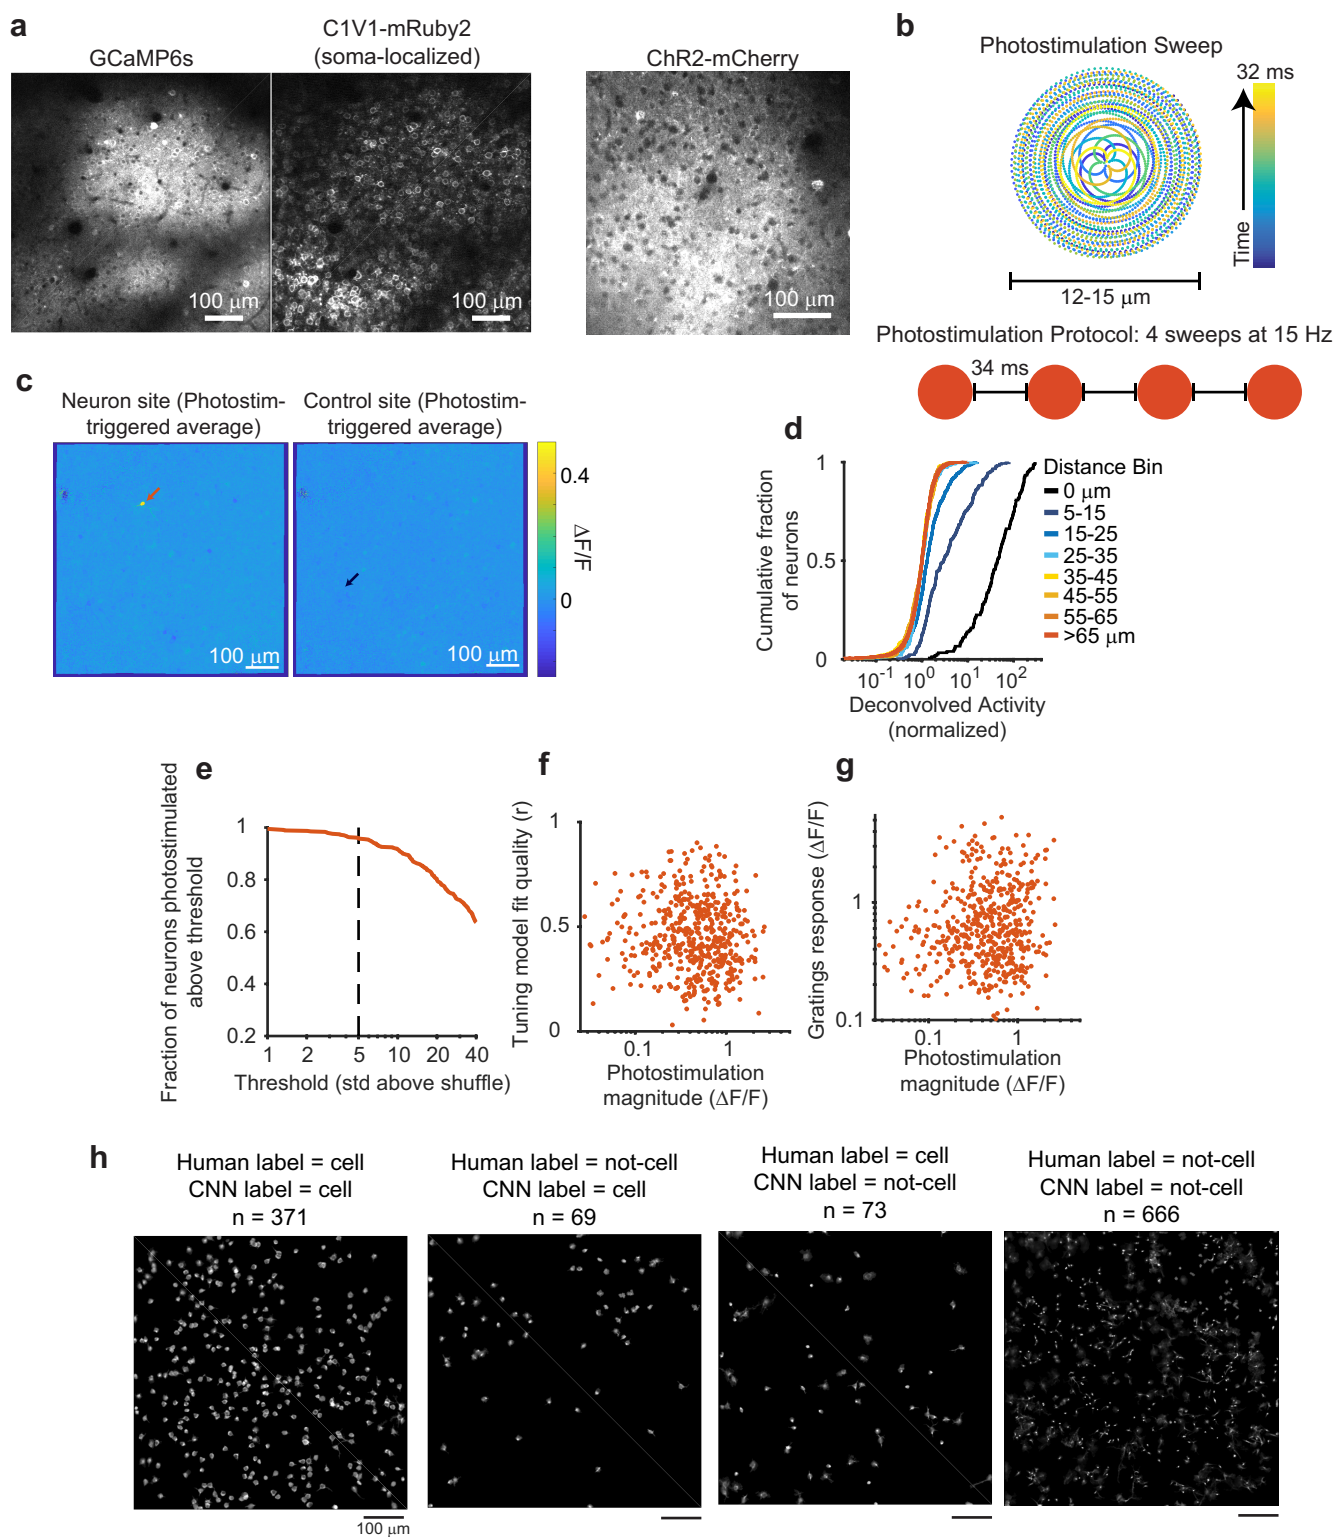 a
GCaMP6s
C1V1-mRuby2
(soma-localized)
100 μm
100 μm
ChR2-mCherry
100 μm
b
Photostimulation Sweep
32 ms
Time
12-15 μm
Photostimulation Protocol: 4 sweeps at 15 Hz
34 ms
c
Neuron site (Photostim-
triggered average)
Control site (Photostim-
triggered average)
100 μm
100 μm
0.4
0
ΔF/F
d
Cumulative fraction
of neurons
1
0.5
0
10⁻¹ 10⁰ 10¹ 10²
Deconvolved Activity
(normalized)
Distance Bin
0 μm
5-15
15-25
25-35
35-45
45-55
55-65
>65 μm
e
Fraction of neurons photostimulated
above threshold
1
0.8
0.6
0.4
0.2
1 2 5 10 20 40
Threshold (std above shuffle)
f
Tuning model fit quality (r)
1
0.5
0
0.1 1
Photostimulation
magnitude (ΔF/F)
g
Gratings response (ΔF/F)
1
0.1
0.1 1
Photostimulation
magnitude (ΔF/F)
h
Human label = cell
CNN label = cell
n = 371
Human label = not-cell
CNN label = cell
n = 69
Human label = cell
CNN label = not-cell
n = 73
Human label = not-cell
CNN label = not-cell
n = 666
100 μm